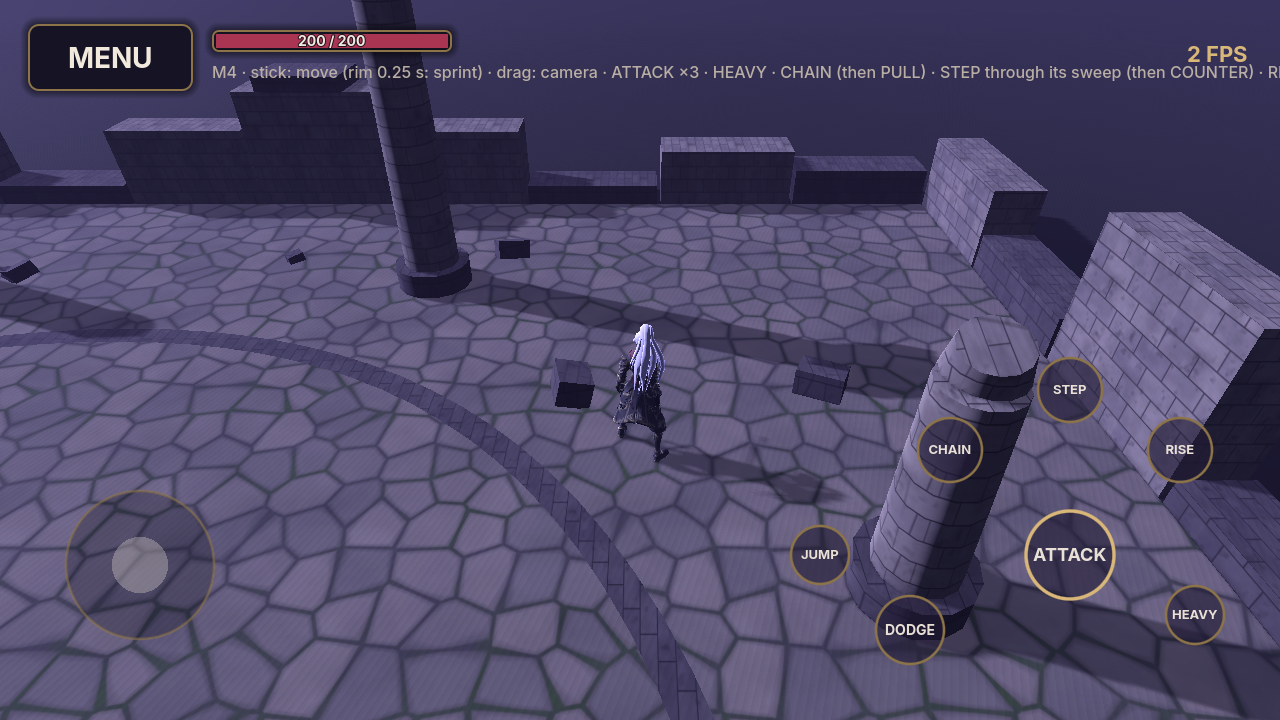 MENU
200 / 200
2 FPS
M4 · stick: move (rim 0.25 s: sprint) · drag: camera · ATTACK ×3 · HEAVY · CHAIN (then PULL) · STEP through its sweep (then COUNTER) ·
STEP
CHAIN
RISE
JUMP
ATTACK
HEAVY
DODGE